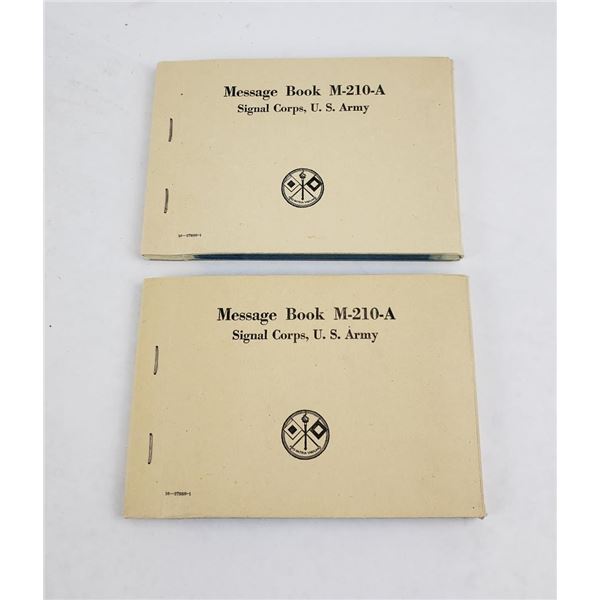 Message Book M-210-A
Signal Corps, U. S. Army
Message Book M-210-A
Signal Corps, U. S. Army